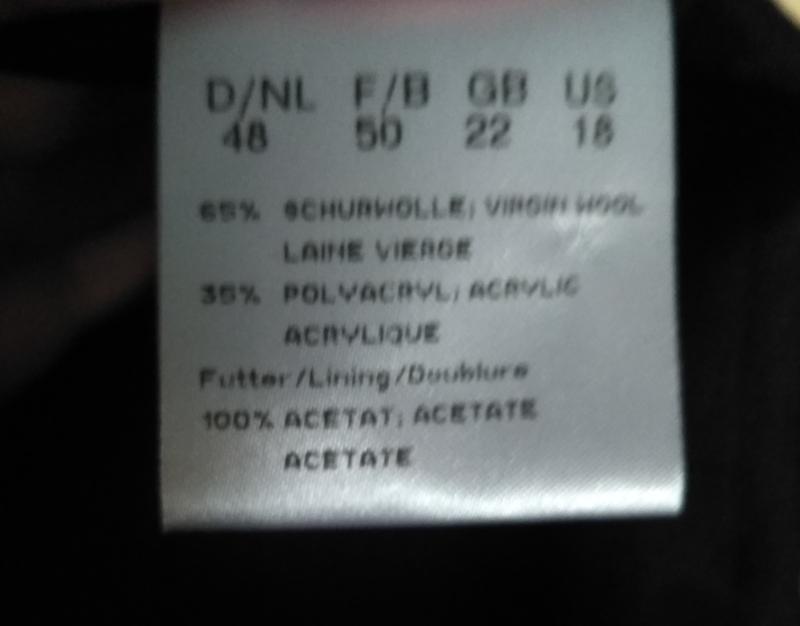 D/NL F/B GB US
48 50 22 18
65% SCHURWOLLE; VIRGIN WOOL
LAINE VIERGE
35% POLYACRYL; ACRYLIC
ACRYLIQUE
Futter/Lining/Doublure
100% ACETAT; ACETATE
ACETATE